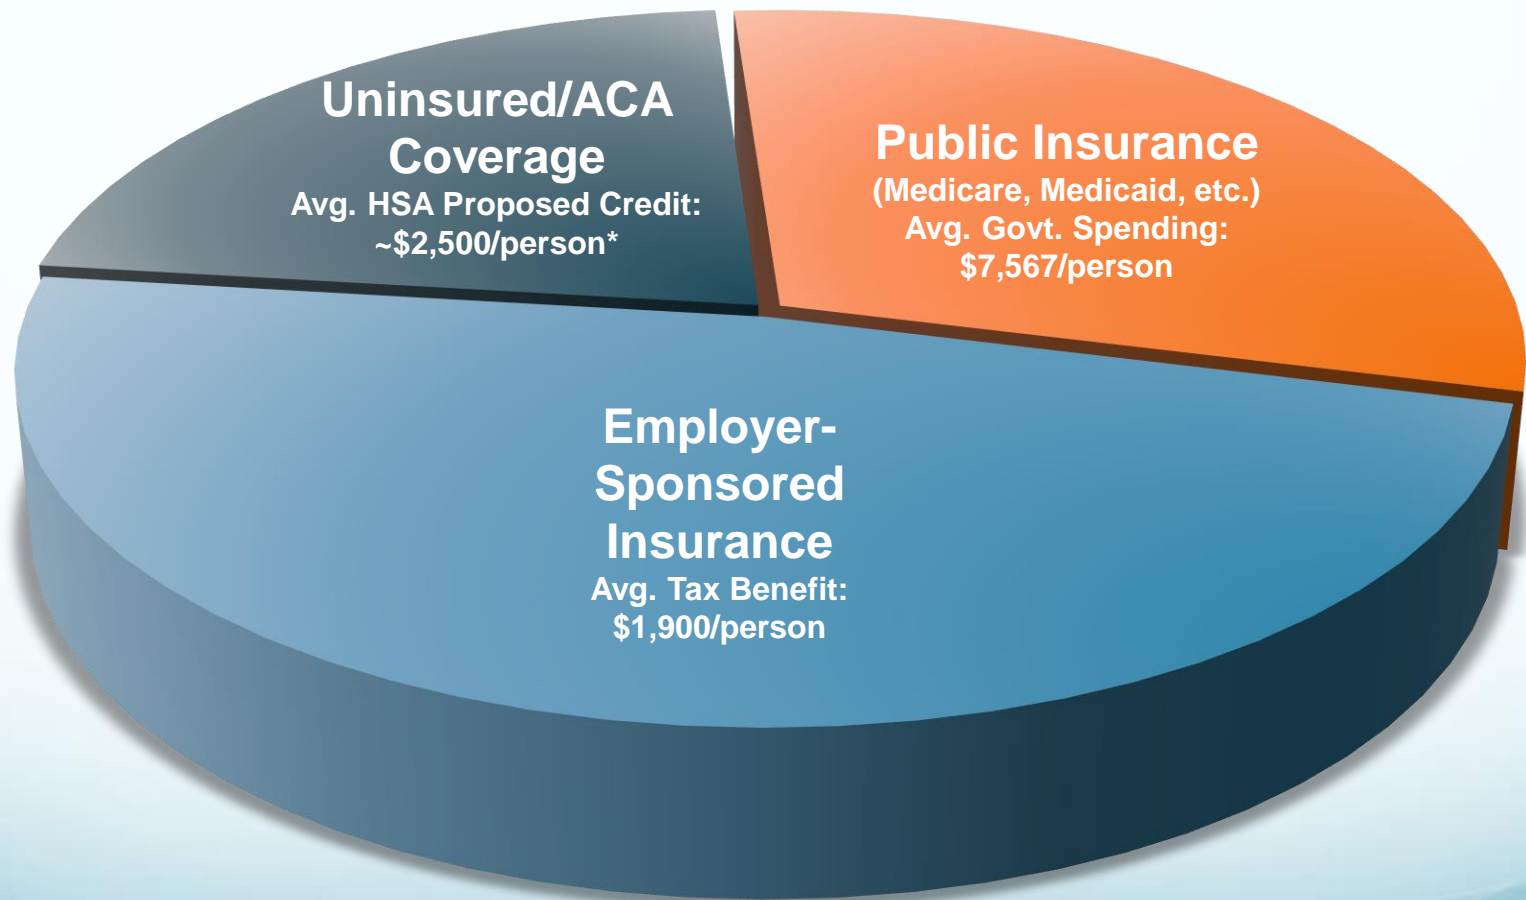 Uninsured/ACA
Coverage
Avg. HSA Proposed Credit:
~$2,500/person*
Public Insurance
(Medicare, Medicaid, etc.)
Avg. Govt. Spending:
$7,567/person
Employer-
Sponsored
Insurance
Avg. Tax Benefit:
$1,900/person